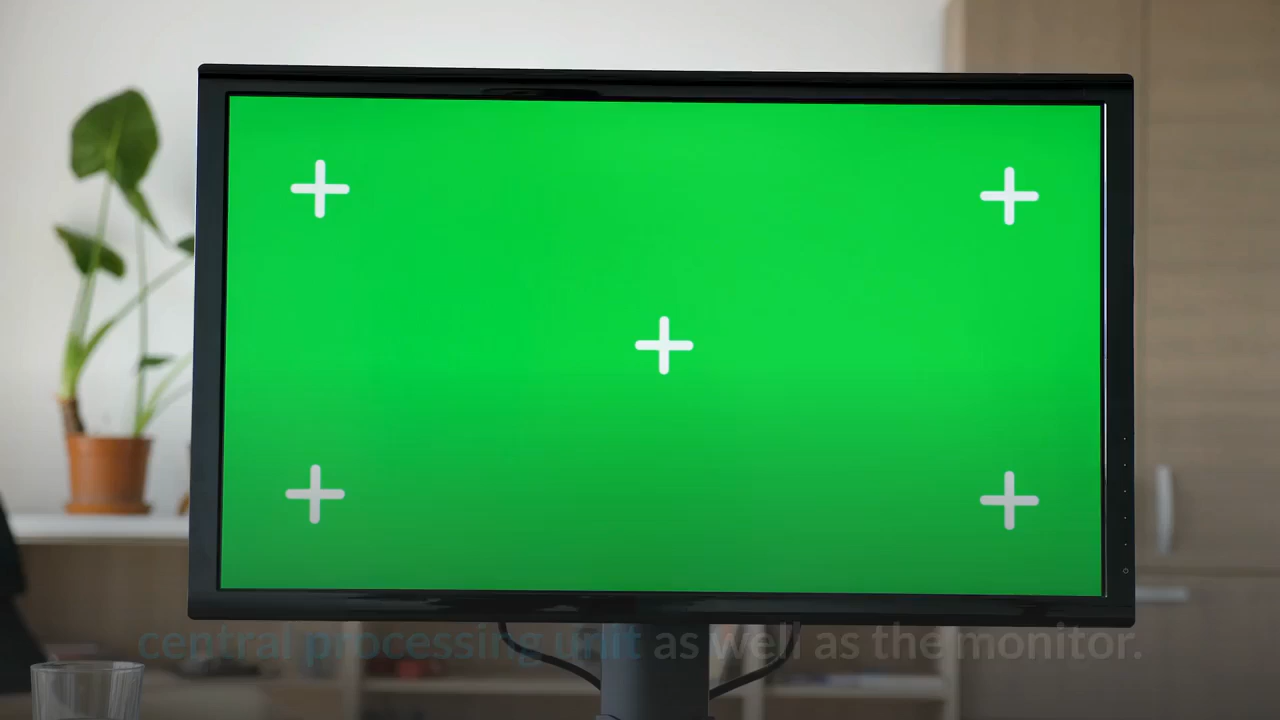 central processing unit as well as the monitor.